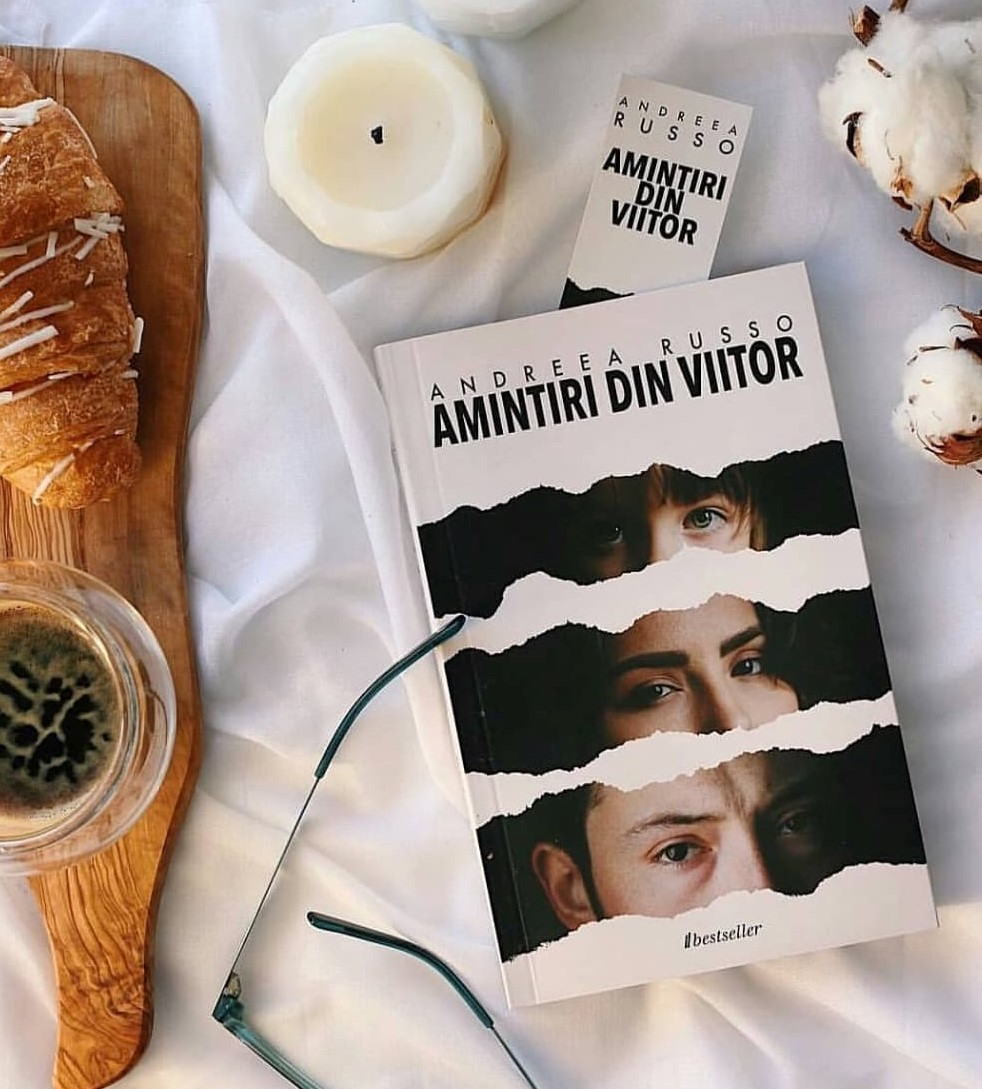 ANDREEA
RUSSO
AMINTIRI
DIN
VIITOR
ANDREEA RUSSO
AMINTIRI DIN VIITOR
bestseller